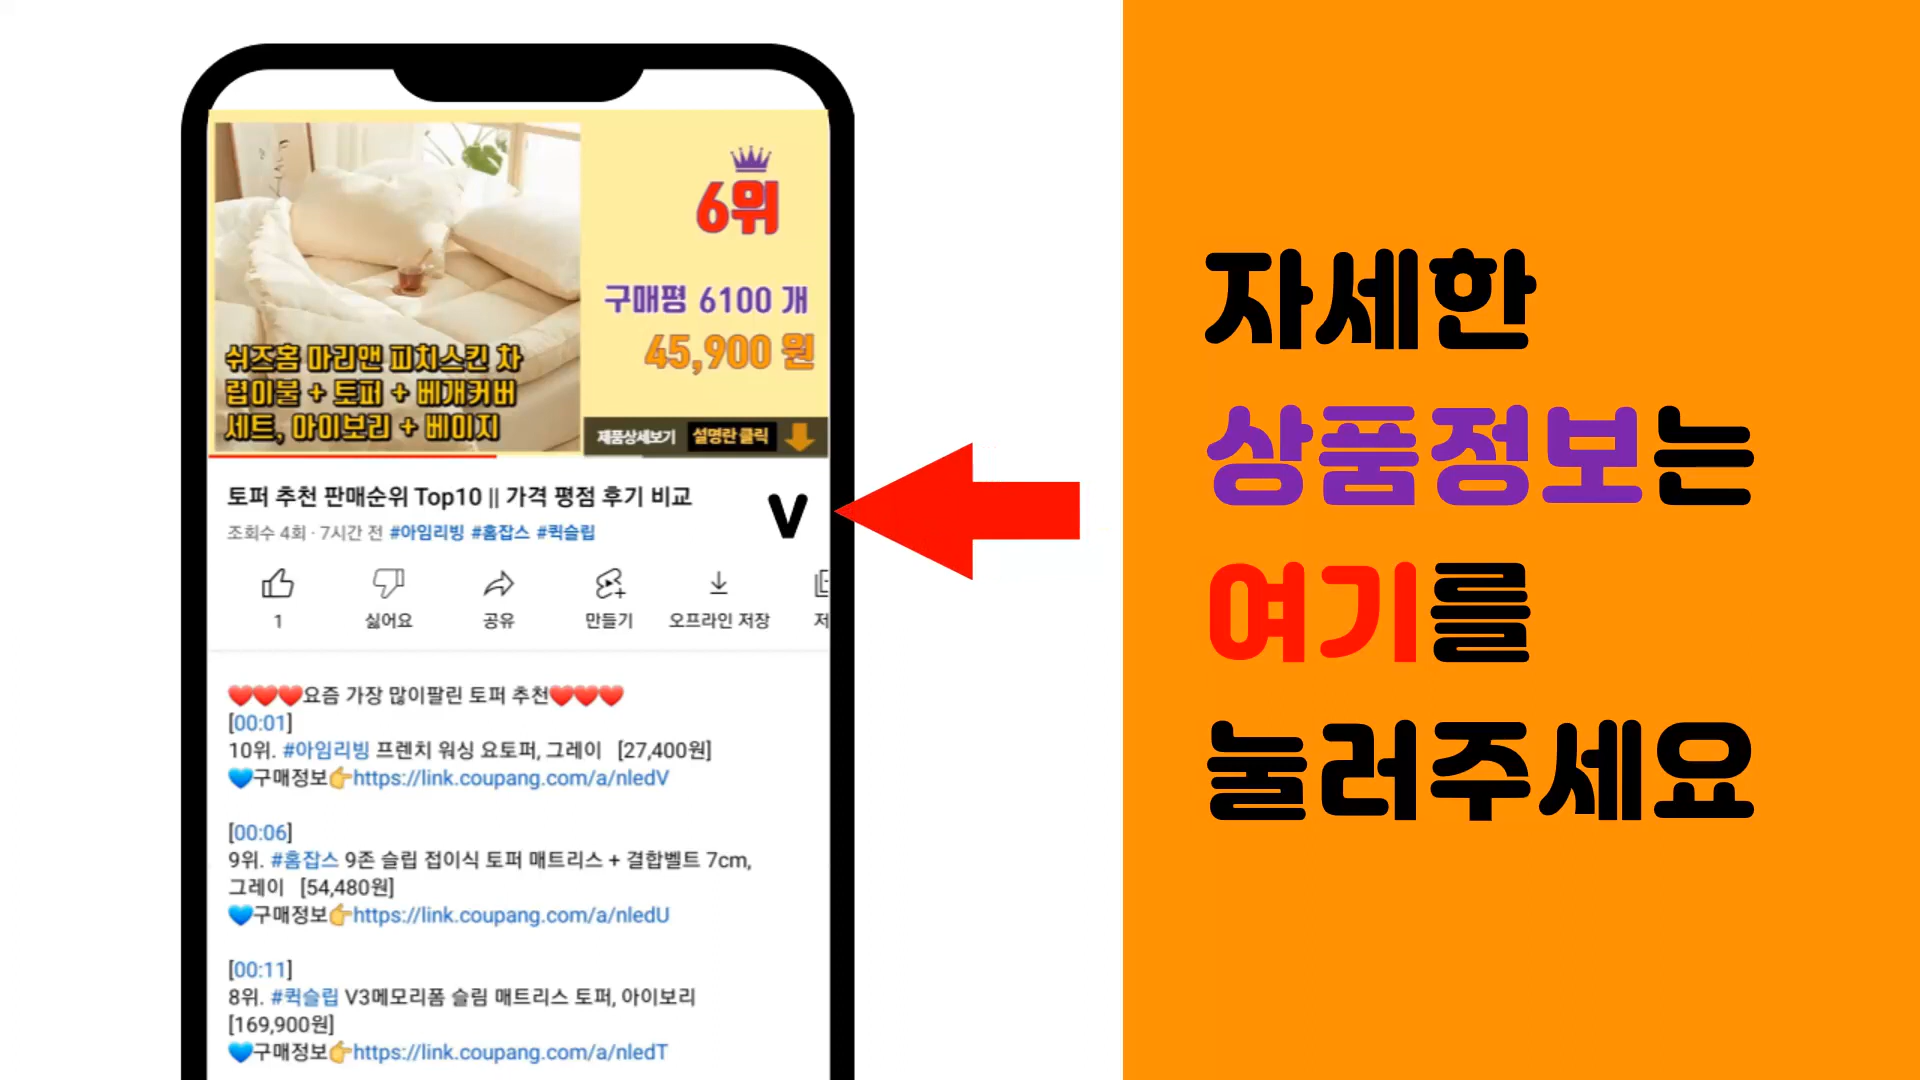 6위
구매평 6100 개
45,900 원
쉬즈홈 마리앤 피치스킨 차
렵이불 + 토퍼 + 베개커버
세트, 아이보리 + 베이지
제품상세보기 설명란 클릭
토퍼 추천 판매순위 Top10 || 가격 평점 후기 비교
V
조회수 4회 · 7시간 전 #아임리빙 #홈잡스 #퀵슬립
1 싫어요 공유 만들기 오프라인 저장 저
❤️❤️❤️요즘 가장 많이팔린 토퍼 추천❤️❤️❤️
[00:01]
10위. #아임리빙 프렌치 워싱 요토퍼, 그레이 [27,400원]
💙구매정보👉https://link.coupang.com/a/nledV
[00:06]
9위. #홈잡스 9존 슬립 접이식 토퍼 매트리스 + 결합벨트 7cm,
그레이 [54,480원]
💙구매정보👉https://link.coupang.com/a/nledU
[00:11]
8위. #퀵슬립 V3메모리폼 슬림 매트리스 토퍼, 아이보리
[169,900원]
💙구매정보👉https://link.coupang.com/a/nledT
자세한
상품정보는
여기를
눌러주세요